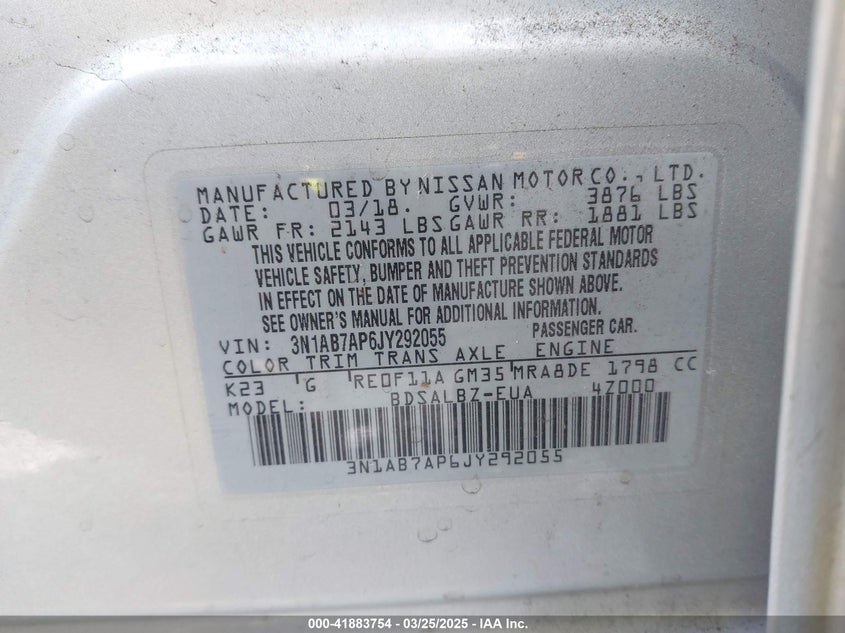 MANUFACTURED BY NISSAN MOTOR CO., LTD.
DATE: 03/18. GVWR: 3876 LBS
GAWR FR: 2143 LBS GAWR RR: 1881 LBS
THIS VEHICLE CONFORMS TO ALL APPLICABLE FEDERAL MOTOR
VEHICLE SAFETY, BUMPER AND THEFT PREVENTION STANDARDS
IN EFFECT ON THE DATE OF MANUFACTURE SHOWN ABOVE.
SEE OWNER'S MANUAL FOR ADDITIONAL INFORMATION.
VIN: 3N1AB7AP6JY292055 PASSENGER CAR.
COLOR TRIM TRANS AXLE ENGINE
K23 G RE0F11A GM35 MRA8DE 1798 CC
MODEL: BDSALBZ-EUA 4Z000
3N1AB7AP6JY292055
000-41883754 — 03/25/2025 — IAA Inc.